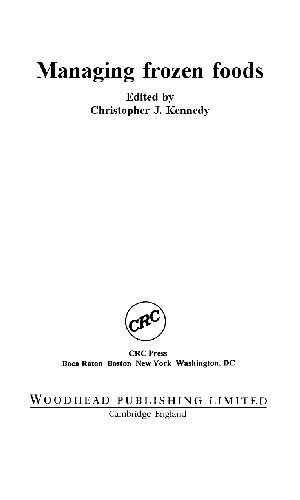 Managing frozen foods
Edited by
Christopher J. Kennedy
CRC
CRC Press
Boca Raton Boston New York Washington, DC
WOODHEAD PUBLISHING LIMITED
Cambridge England